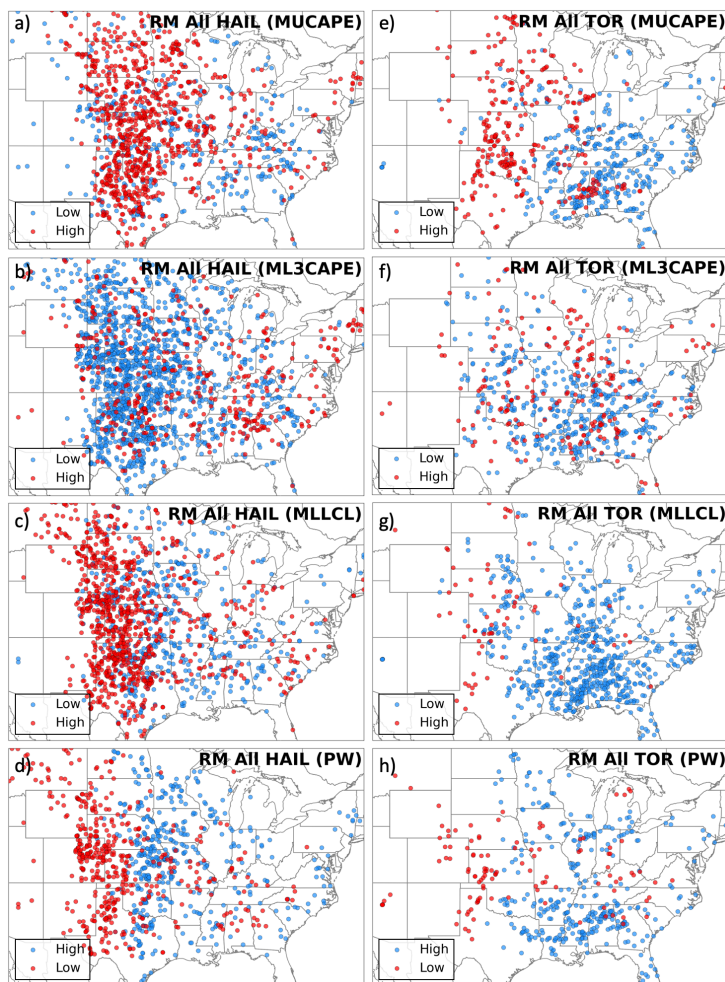 a) RM All HAIL (MUCAPE)
Low
High
e) RM All TOR (MUCAPE)
Low
High
b) RM All HAIL (ML3CAPE)
Low
High
f) RM All TOR (ML3CAPE)
Low
High
c) RM All HAIL (MLLCL)
Low
High
g) RM All TOR (MLLCL)
Low
High
d) RM All HAIL (PW)
High
Low
h) RM All TOR (PW)
High
Low